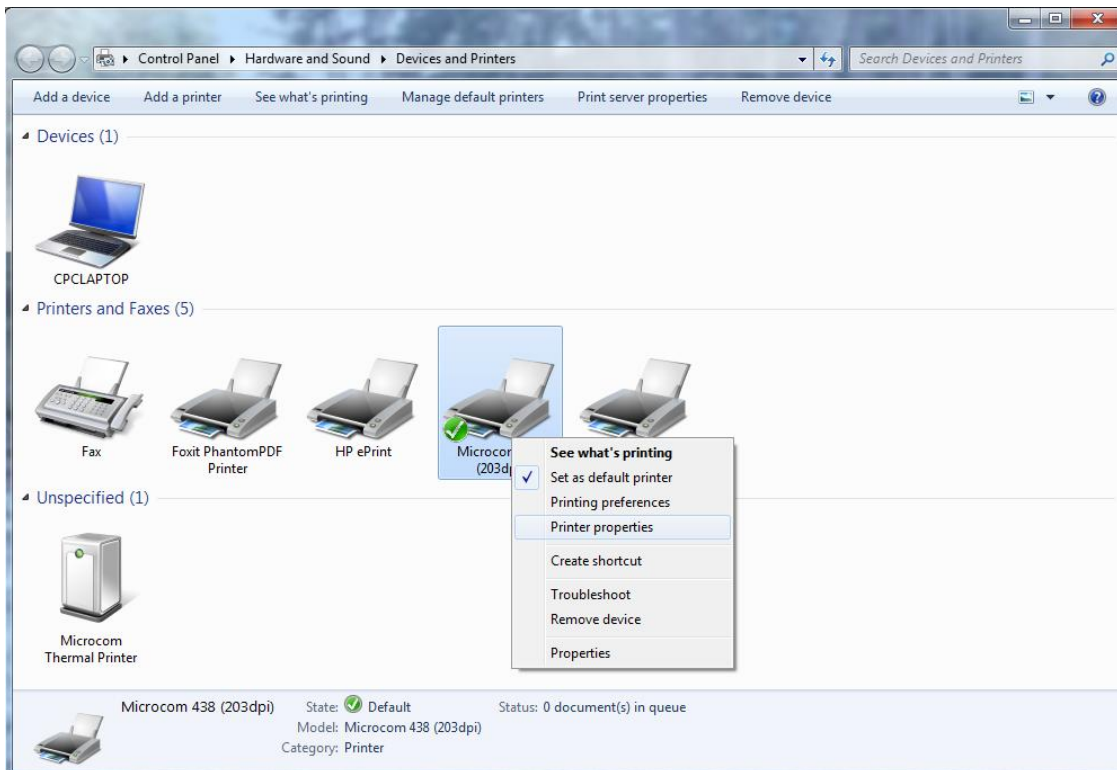 Control Panel Hardware and Sound Devices and Printers Search Devices and Printers
Add a device Add a printer See what's printing Manage default printers Print server properties Remove device
Devices (1)
CPCLAPTOP
Printers and Faxes (5)
Fax
Foxit PhantomPDF
Printer
HP ePrint
(203d
See what's printing
Set as default printer
Printing preferences
Printer properties
Create shortcut
Troubleshoot
Remove device
Properties
Unspecified (1)
Microcom
Thermal Printer
Microcom 438 (203dpi) State: Default Status: 0 document(s) in queue
Model: Microcom 438 (203dpi)
Category: Printer